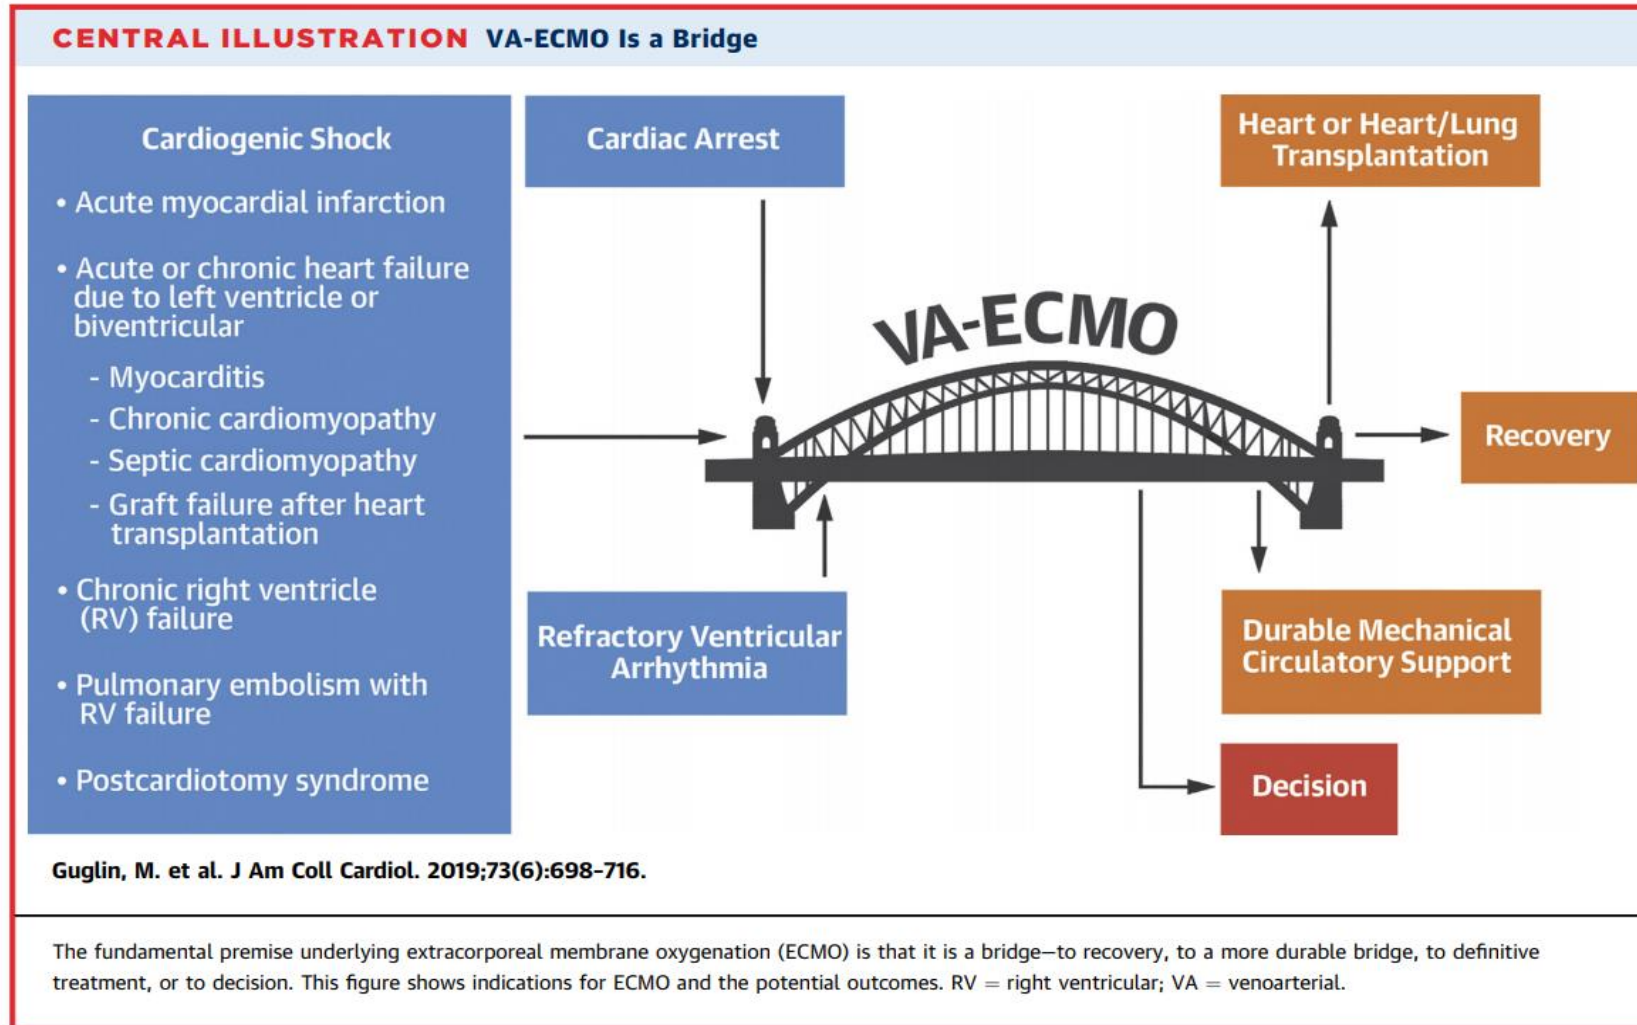 CENTRAL ILLUSTRATION VA-ECMO Is a Bridge
Cardiogenic Shock
• Acute myocardial infarction
• Acute or chronic heart failure
due to left ventricle or
biventricular
- Myocarditis
- Chronic cardiomyopathy
- Septic cardiomyopathy
- Graft failure after heart
transplantation
• Chronic right ventricle
(RV) failure
• Pulmonary embolism with
RV failure
• Postcardiotomy syndrome
Cardiac Arrest
Refractory Ventricular
Arrhythmia
VA-ECMO
Heart or Heart/Lung
Transplantation
Recovery
Durable Mechanical
Circulatory Support
Decision
Guglin, M. et al. J Am Coll Cardiol. 2019;73(6):698–716.
The fundamental premise underlying extracorporeal membrane oxygenation (ECMO) is that it is a bridge—to recovery, to a more durable bridge, to definitive
treatment, or to decision. This figure shows indications for ECMO and the potential outcomes. RV = right ventricular; VA = venoarterial.